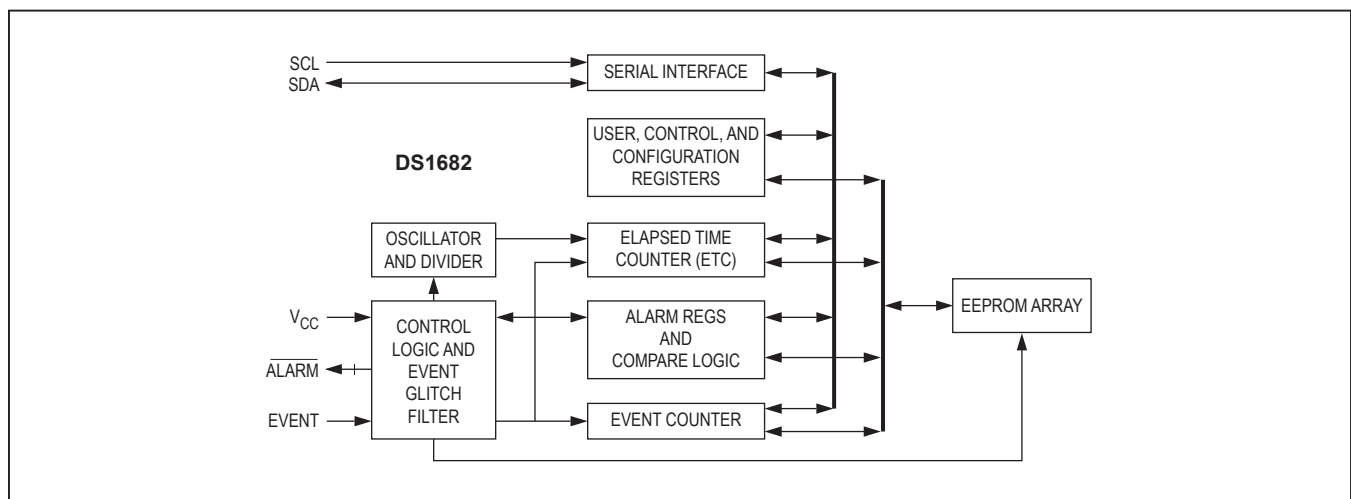 SCL
SDA
SERIAL INTERFACE
USER, CONTROL, AND
CONFIGURATION
REGISTERS
DS1682
OSCILLATOR
AND DIVIDER
ELAPSED TIME
COUNTER (ETC)
EEPROM ARRAY
VCC
ALARM
EVENT
CONTROL
LOGIC AND
EVENT
GLITCH
FILTER
ALARM REGS
AND
COMPARE LOGIC
EVENT COUNTER